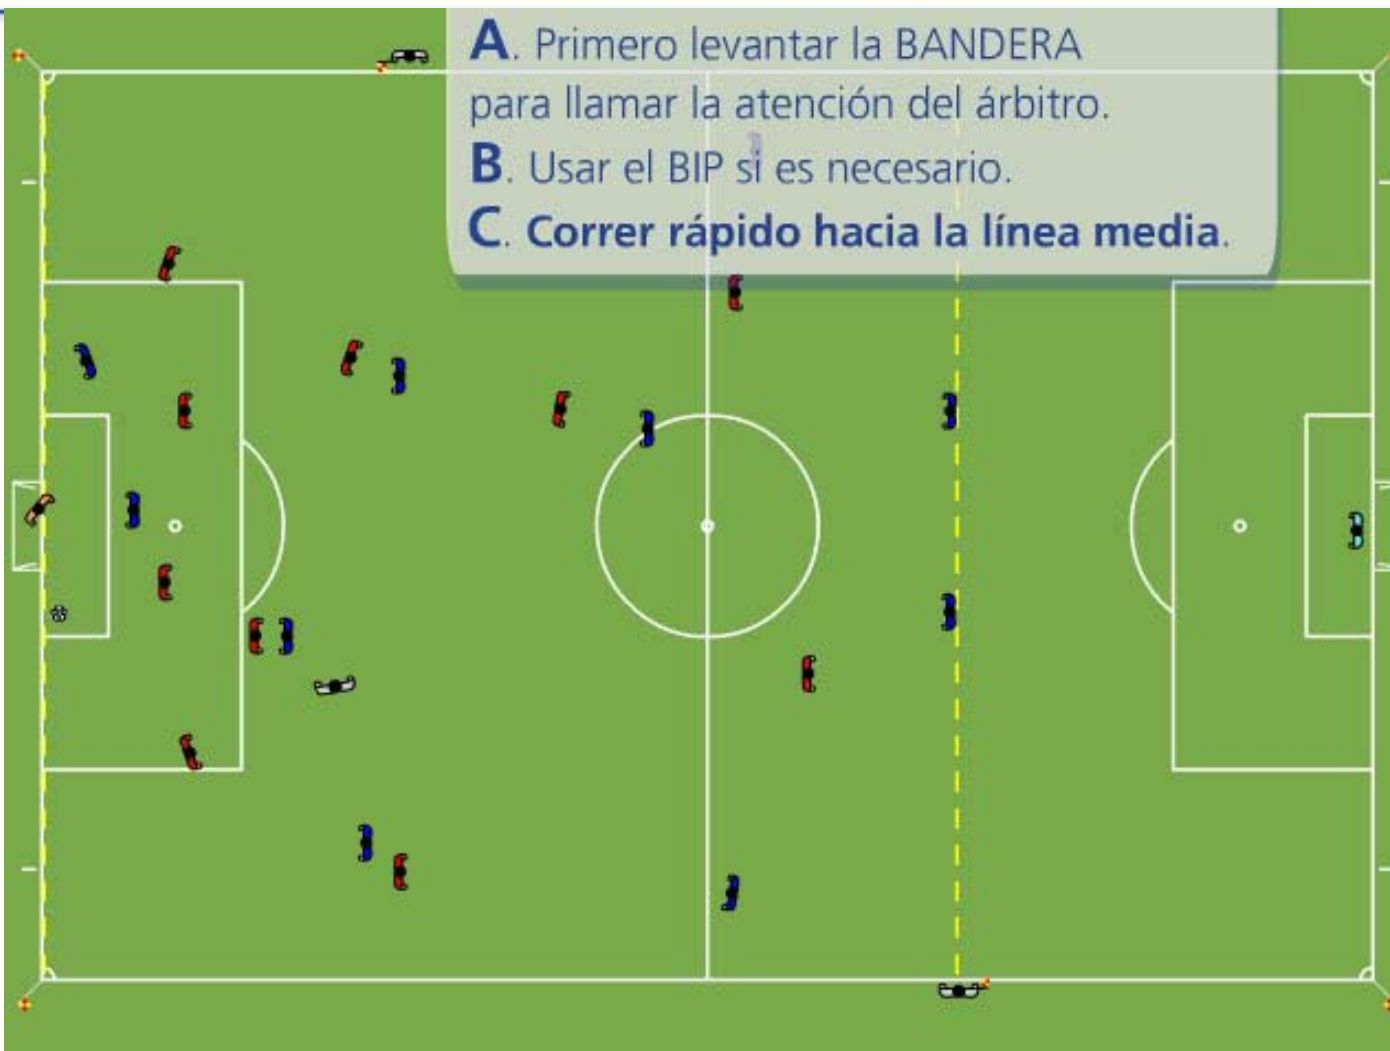 A. Primero levantar la BANDERA
para llamar la atención del árbitro.
B. Usar el BIP si es necesario.
C. Correr rápido hacia la línea media.